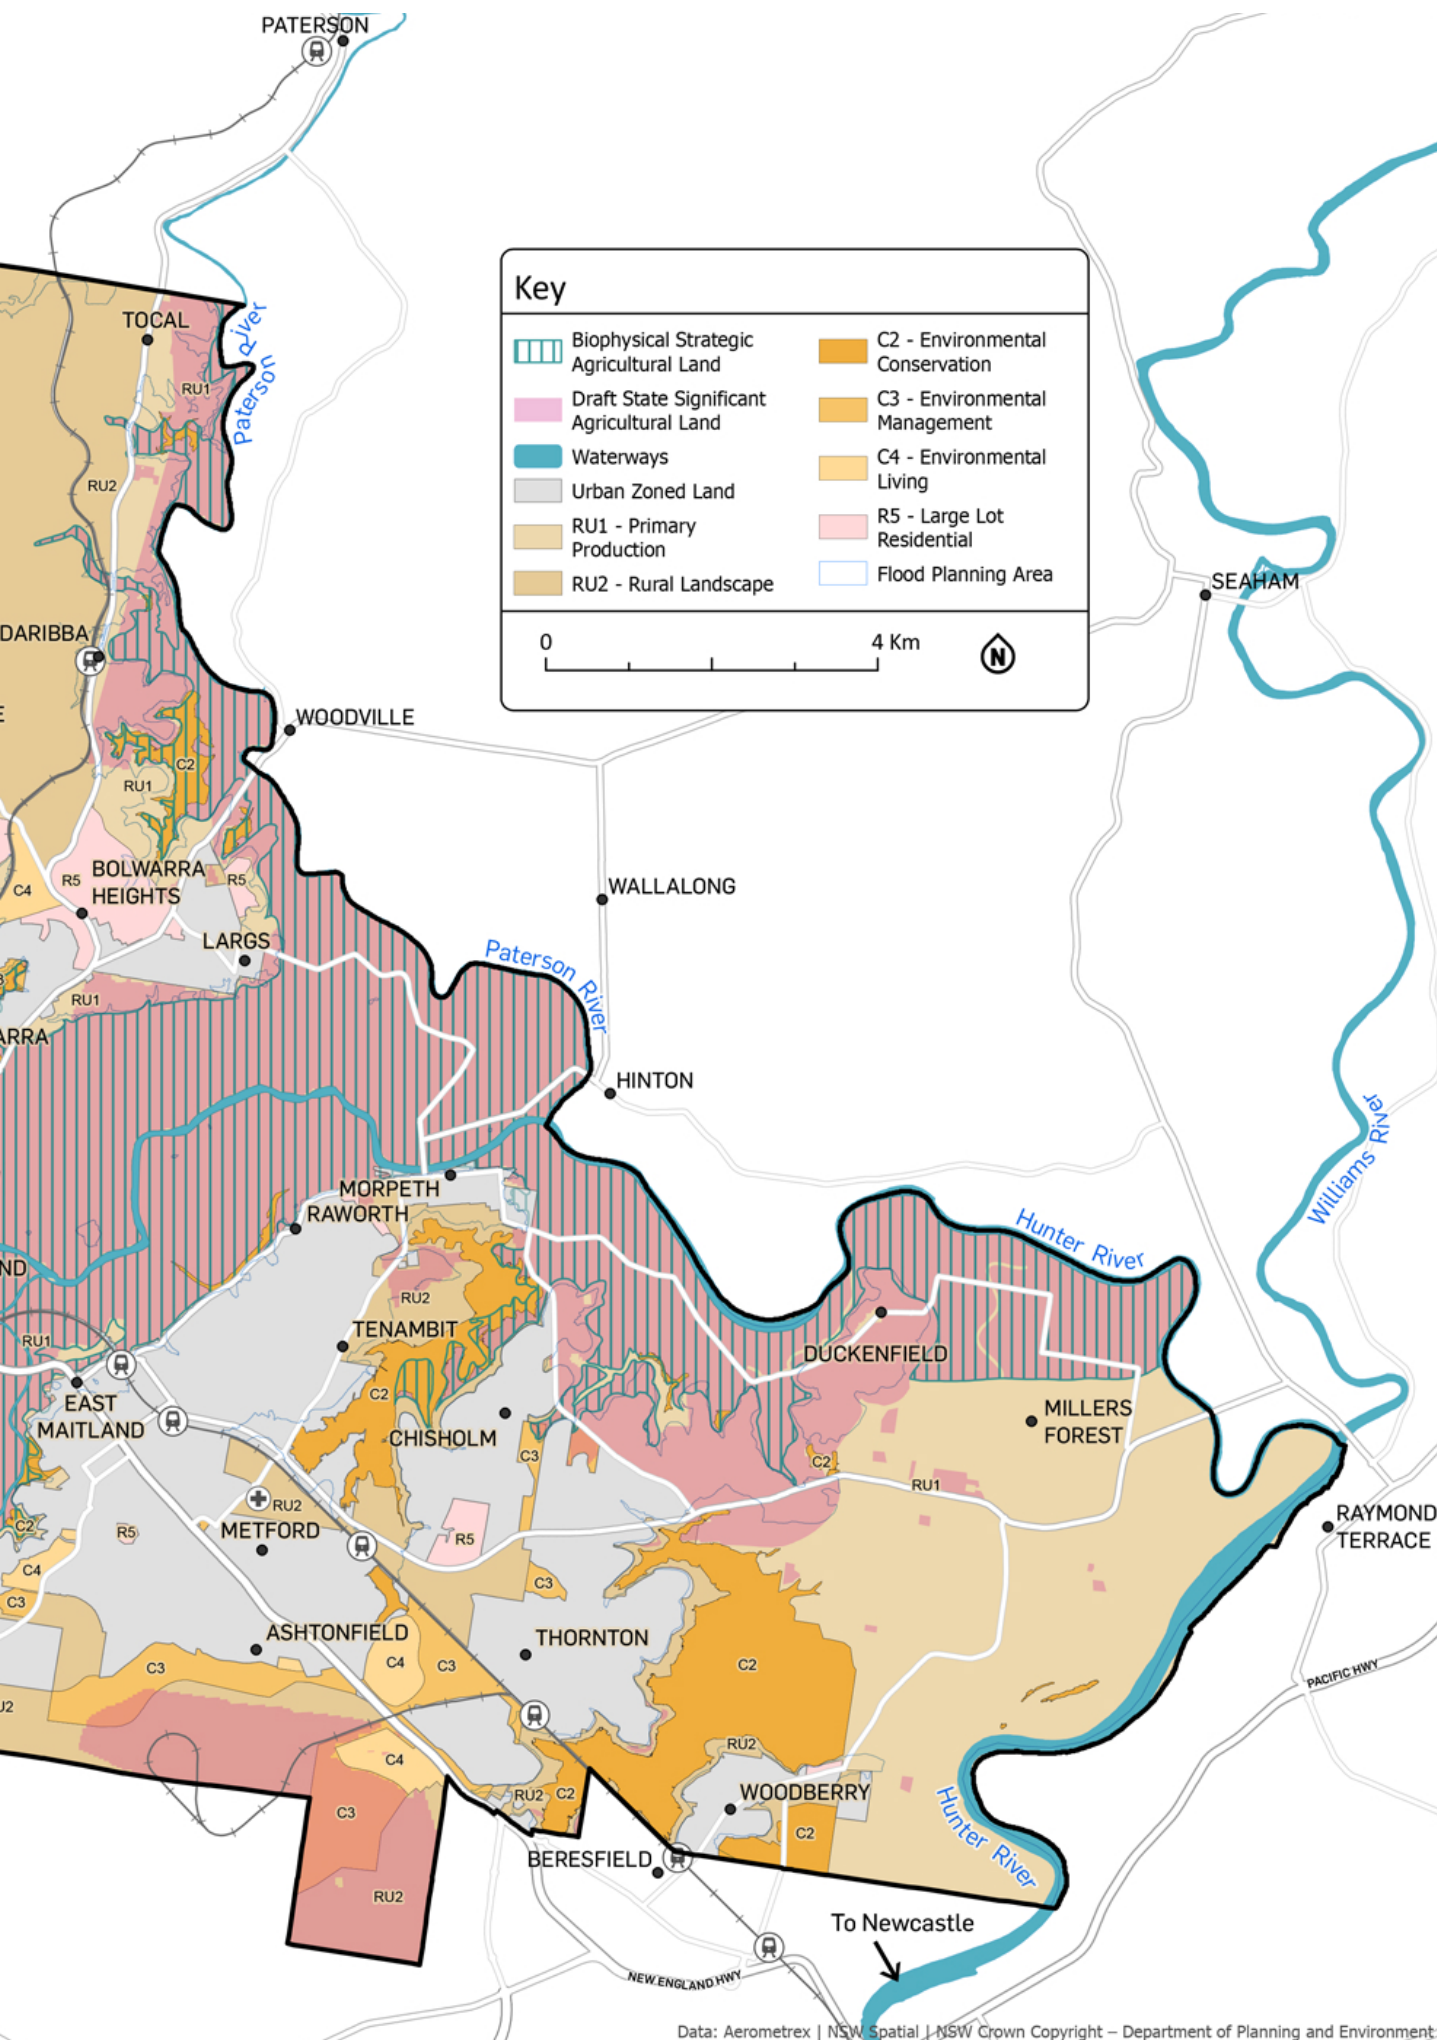 PATERSON
Paterson River
TOCAL
RU1
RU2
Key
Biophysical Strategic
Agricultural Land
Draft State Significant
Agricultural Land
Waterways
Urban Zoned Land
RU1 - Primary
Production
RU2 - Rural Landscape
C2 - Environmental
Conservation
C3 - Environmental
Management
C4 - Environmental
Living
R5 - Large Lot
Residential
Flood Planning Area
0
4 Km
N
SEAHAM
DARIBBA
E
WOODVILLE
C2
RU1
BOLWARRA
HEIGHTS
R5
R5
C4
WALLALONG
LARGS
Paterson River
3
RU1
ARRA
HINTON
Williams River
MORPETH
RAWORTH
Hunter River
ND
RU2
TENAMBIT
RU1
DUCKENFIELD
C2
EAST
MAITLAND
CHISHOLM
MILLERS
FOREST
C3
C2
RU1
RU2
METFORD
RAYMOND
TERRACE
C2
R5
R5
C4
C3
C3
ASHTONFIELD
THORNTON
C3
C4
C3
C2
PACIFIC HWY
U2
RU2
C4
RU2
C2
WOODBERRY
C3
C2
Hunter River
BERESFIELD
RU2
To Newcastle
NEW ENGLAND HWY
Data: Aerometrex | NSW Spatial | NSW Crown Copyright – Department of Planning and Environment